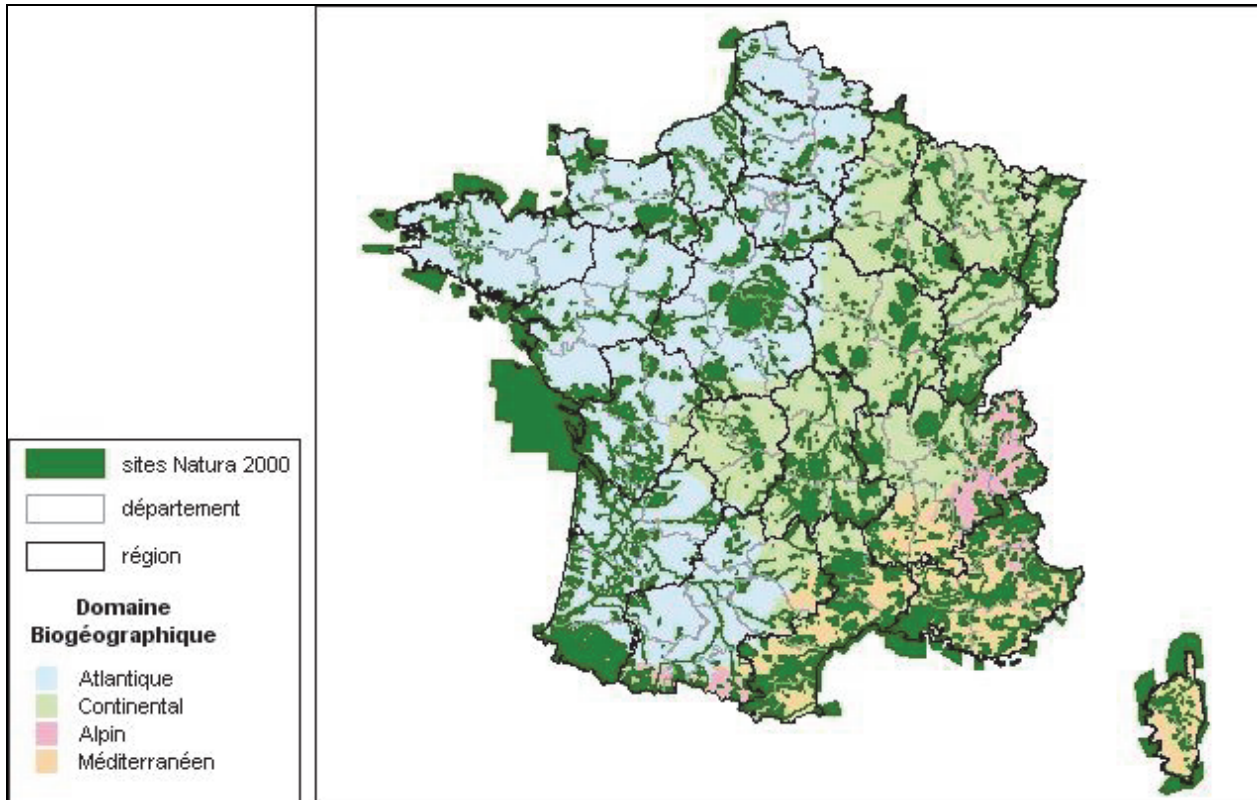 sites Natura 2000
département
région
Domaine
Biogéographique
Atlantique
Continental
Alpin
Méditerranéen